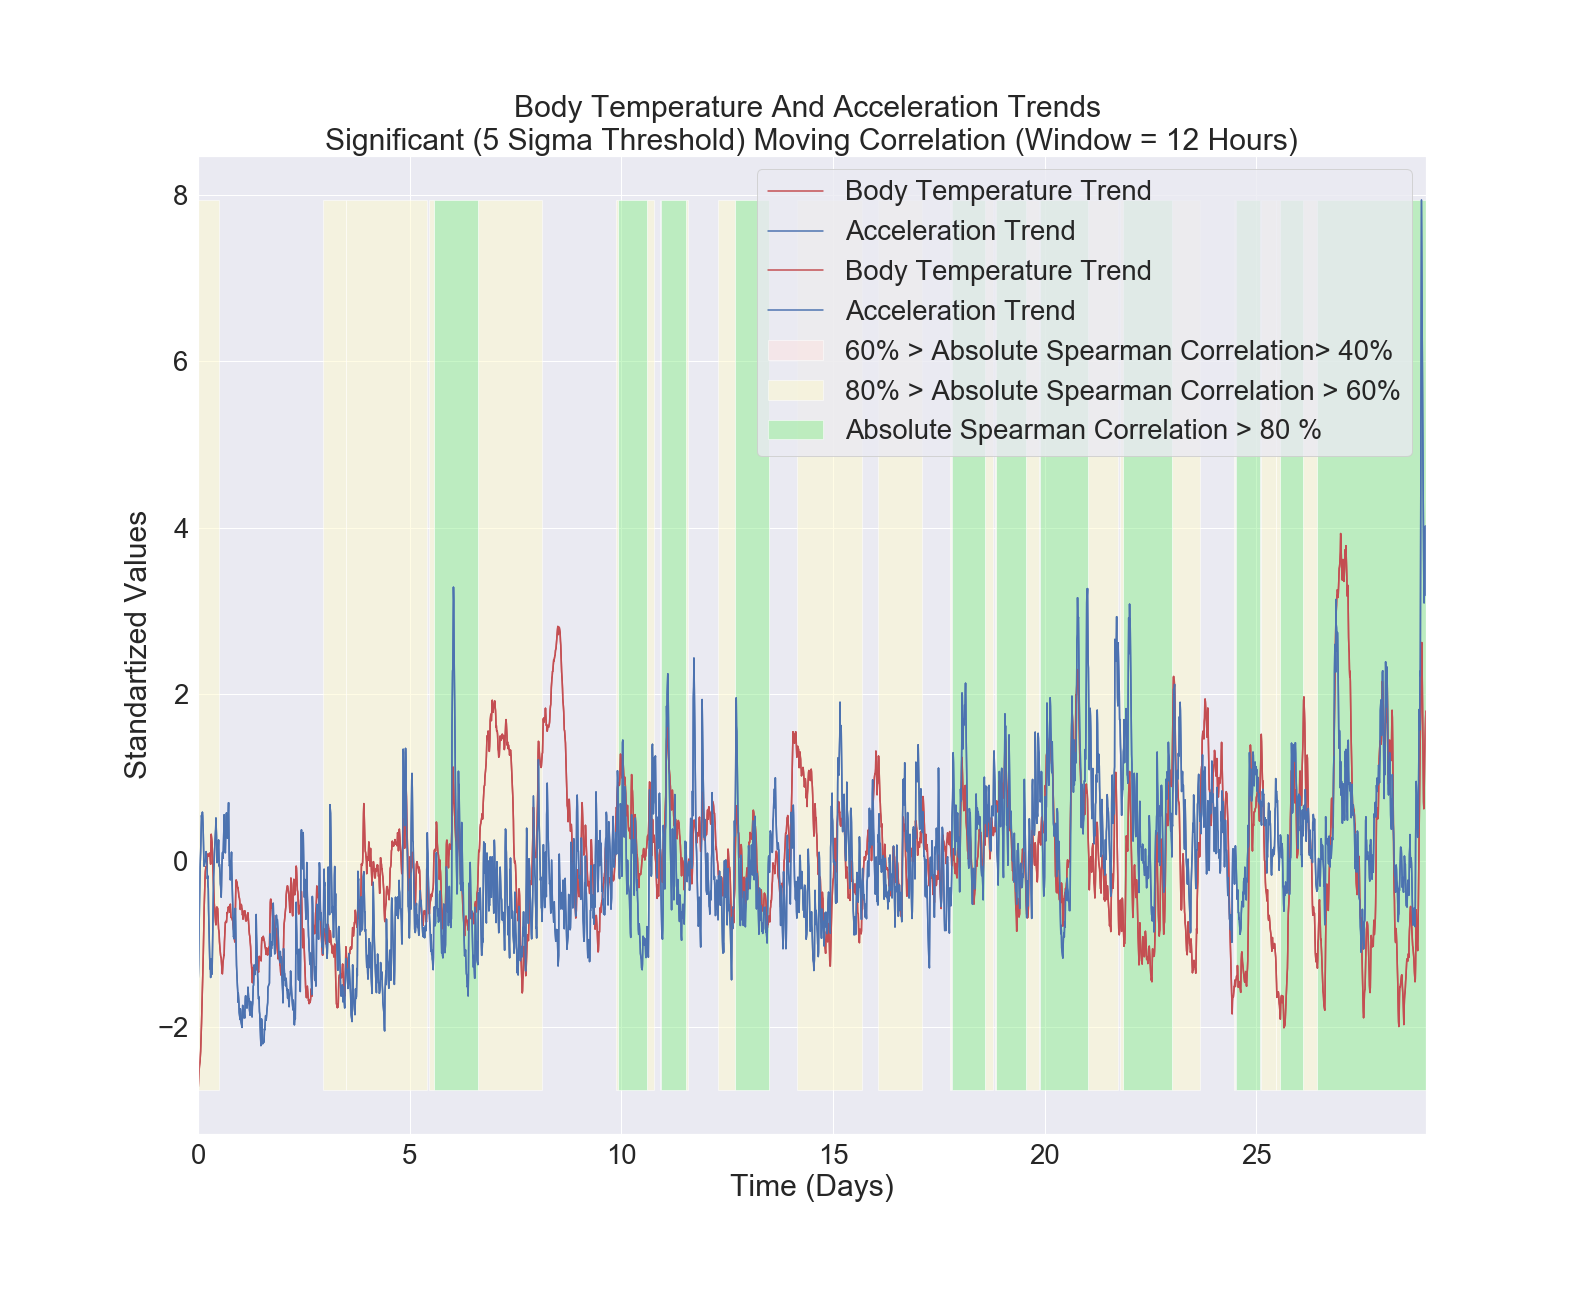 Body Temperature And Acceleration Trends
Significant (5 Sigma Threshold) Moving Correlation (Window = 12 Hours)
Body Temperature Trend
Acceleration Trend
Body Temperature Trend
Acceleration Trend
60% > Absolute Spearman Correlation> 40%
80% > Absolute Spearman Correlation > 60%
Absolute Spearman Correlation > 80 %
8
6
4
2
0
−2
Standartized Values
0 5 10 15 20 25
Time (Days)